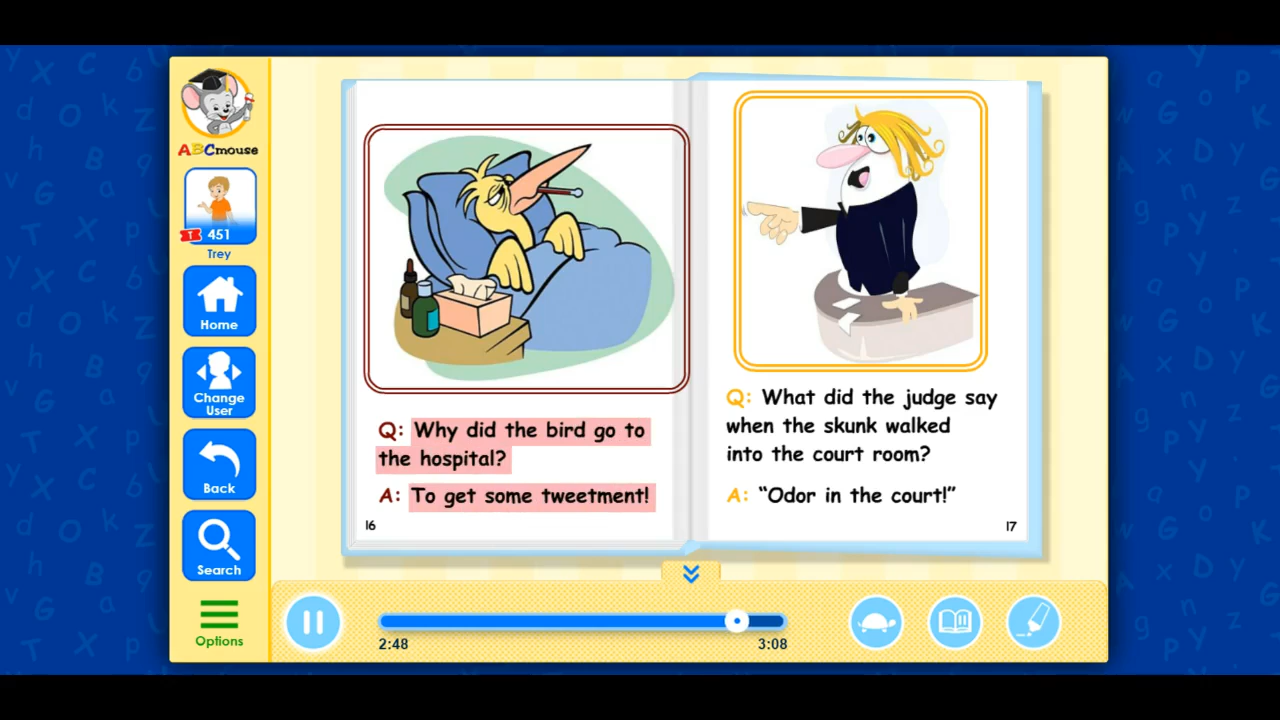 ABCmouse
T 451
Trey
Home
Change
User
Back
Search
Options
Q: Why did the bird go to
the hospital?
A: To get some tweetment!
16
Q: What did the judge say
when the skunk walked
into the court room?
A: “Odor in the court!”
17
2:48
3:08